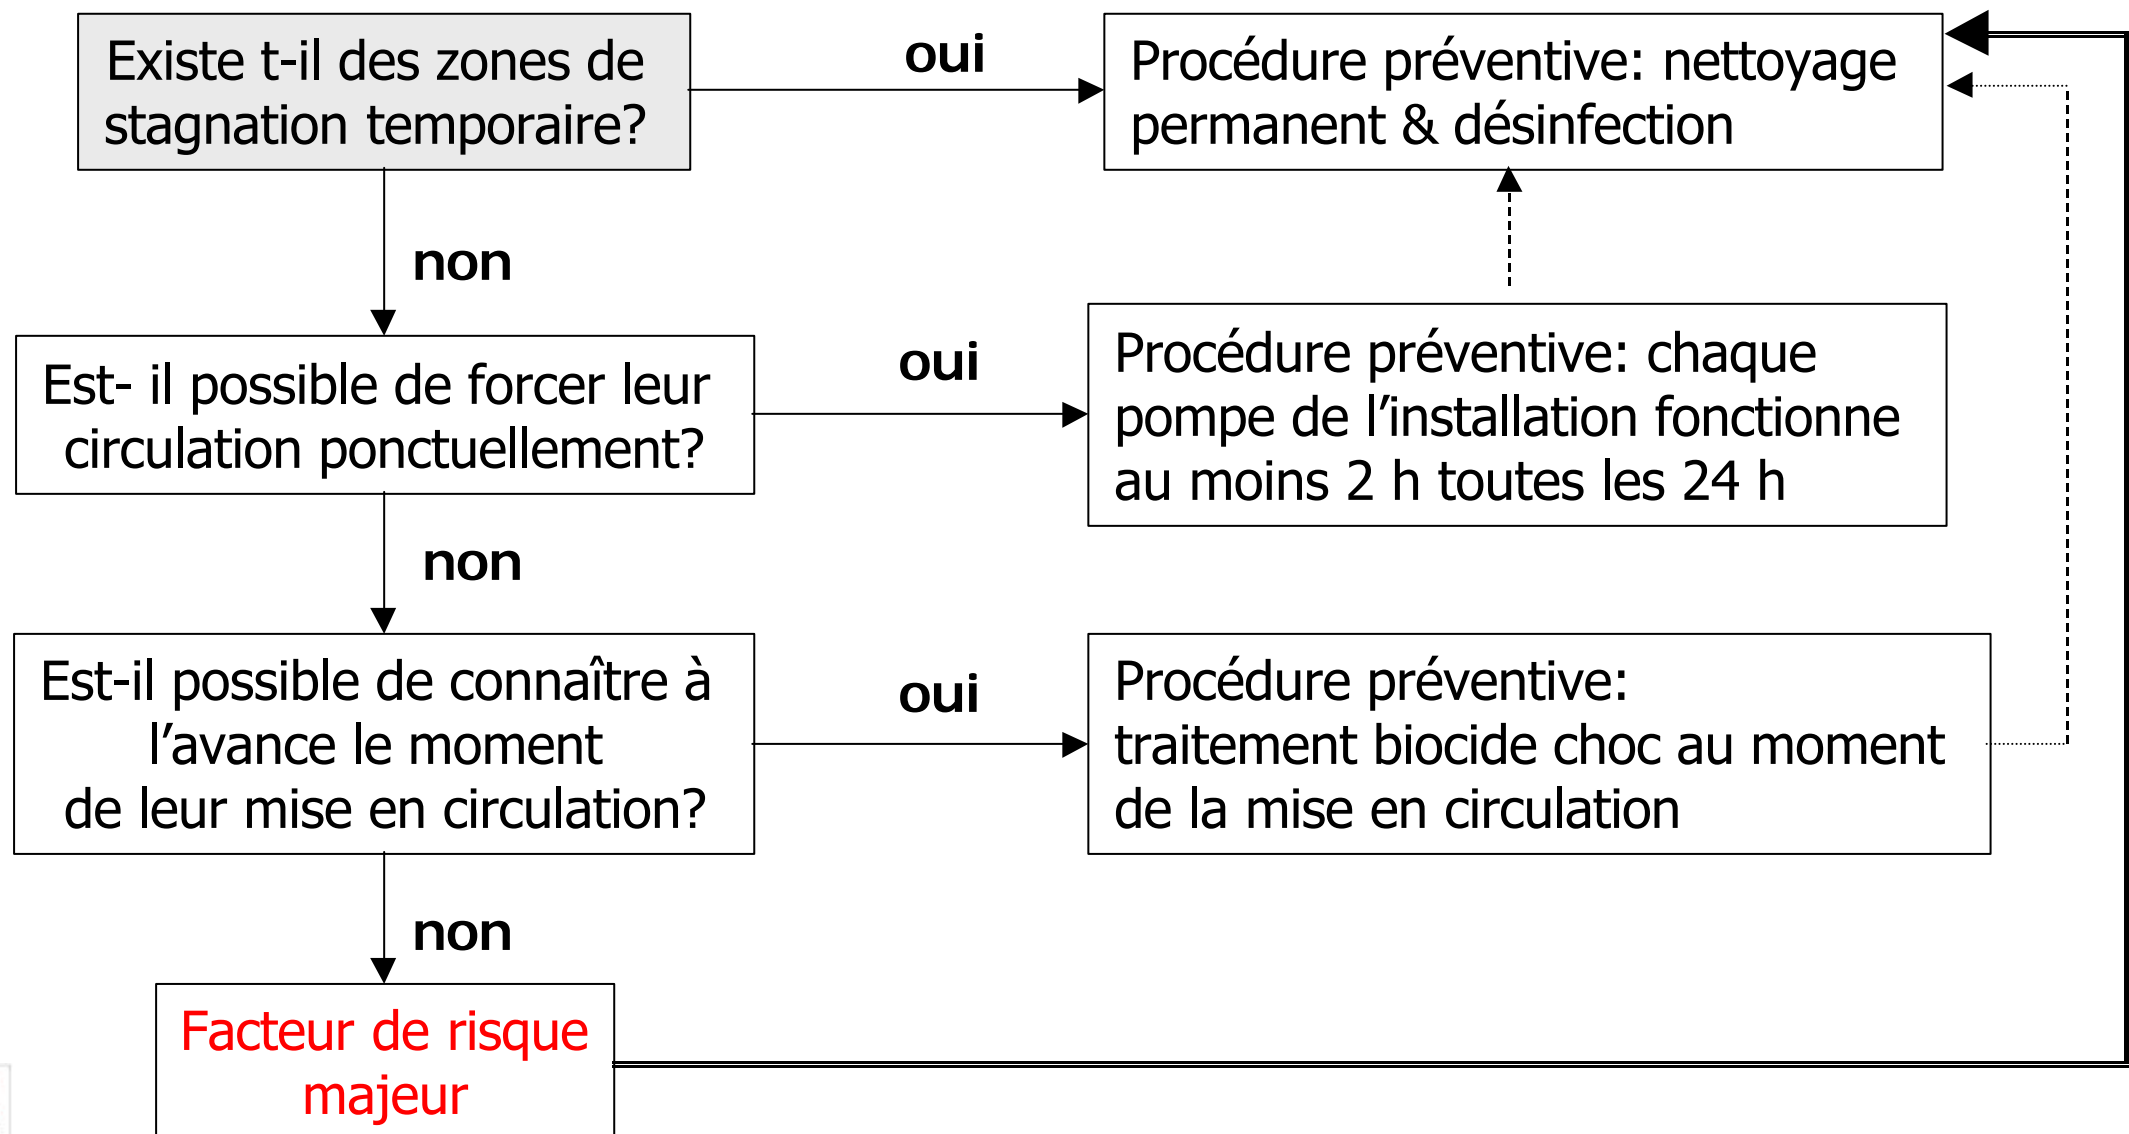 Existe t-il des zones de
stagnation temporaire?
oui
Procédure préventive: nettoyage
permanent & désinfection
non
Est- il possible de forcer leur
circulation ponctuellement?
oui
Procédure préventive: chaque
pompe de l’installation fonctionne
au moins 2 h toutes les 24 h
non
Est-il possible de connaître à
l’avance le moment
de leur mise en circulation?
oui
Procédure préventive:
traitement biocide choc au moment
de la mise en circulation
non
Facteur de risque
majeur